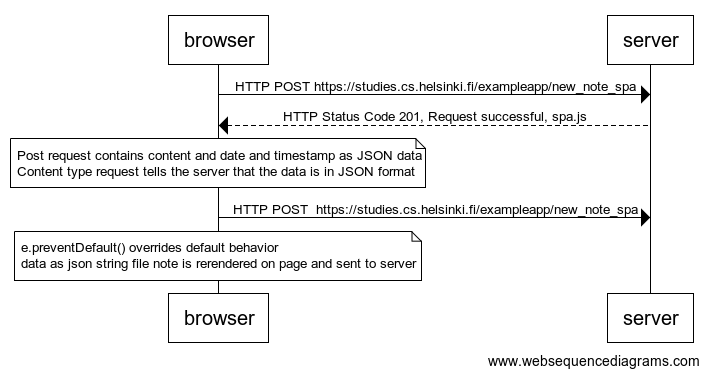 browser server
HTTP POST https://studies.cs.helsinki.fi/exampleapp/new_note_spa
HTTP Status Code 201, Request successful, spa.js
Post request contains content and date and timestamp as JSON data
Content type request tells the server that the data is in JSON format
HTTP POST  https://studies.cs.helsinki.fi/exampleapp/new_note_spa
e.preventDefault() overrides default behavior
data as json string file note is rerendered on page and sent to server
browser server
www.websequencediagrams.com